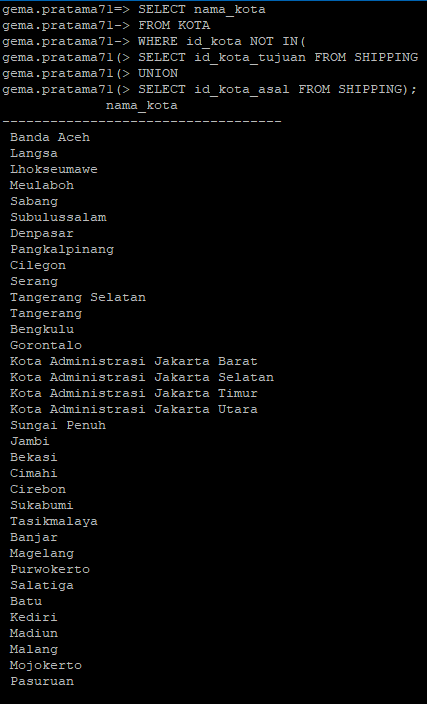 gema.pratama71=> SELECT nama_kota
gema.pratama71-> FROM KOTA
gema.pratama71-> WHERE id_kota NOT IN(
gema.pratama71(> SELECT id_kota_tujuan FROM SHIPPING
gema.pratama71(> UNION
gema.pratama71(> SELECT id_kota_asal FROM SHIPPING);
nama_kota
-----------------------------------
Banda Aceh
Langsa
Lhokseumawe
Meulaboh
Sabang
Subulussalam
Denpasar
Pangkalpinang
Cilegon
Serang
Tangerang Selatan
Tangerang
Bengkulu
Gorontalo
Kota Administrasi Jakarta Barat
Kota Administrasi Jakarta Selatan
Kota Administrasi Jakarta Timur
Kota Administrasi Jakarta Utara
Sungai Penuh
Jambi
Bekasi
Cimahi
Cirebon
Sukabumi
Tasikmalaya
Banjar
Magelang
Purwokerto
Salatiga
Batu
Kediri
Madiun
Malang
Mojokerto
Pasuruan